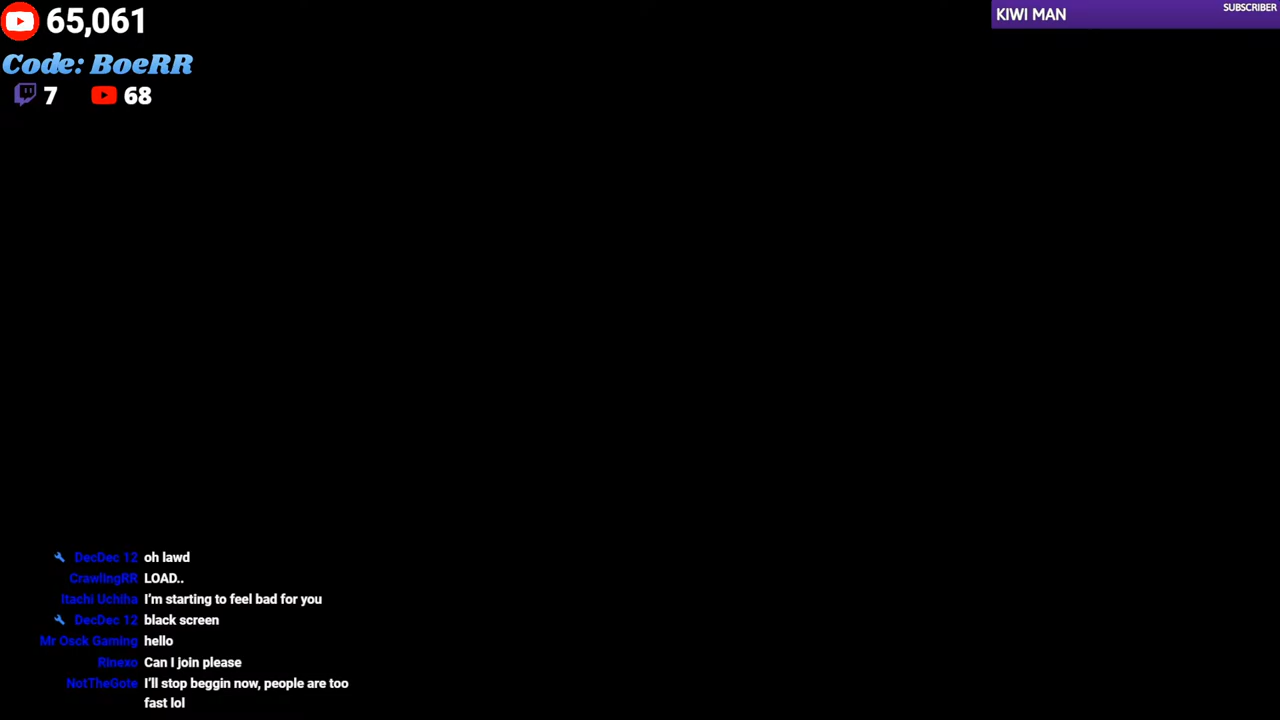 65,061
KIWI MAN
SUBSCRIBER
Code: BoeRR
7 68
DecDec 12 oh lawd
CrawlingRR LOAD..
Itachi Uchiha I'm starting to feel bad for you
DecDec 12 black screen
Mr Osck Gaming hello
Rinexo Can I join please
NotTheGote I'll stop beggin now, people are too
fast lol